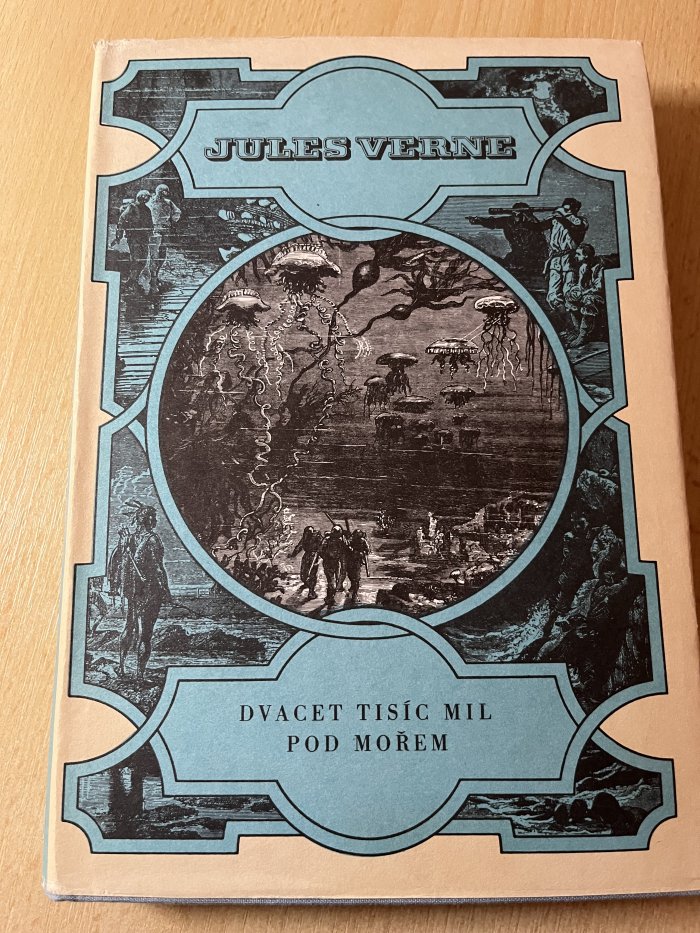 JULES VERNE
DVACET TISÍC MIL
POD MOŘEM